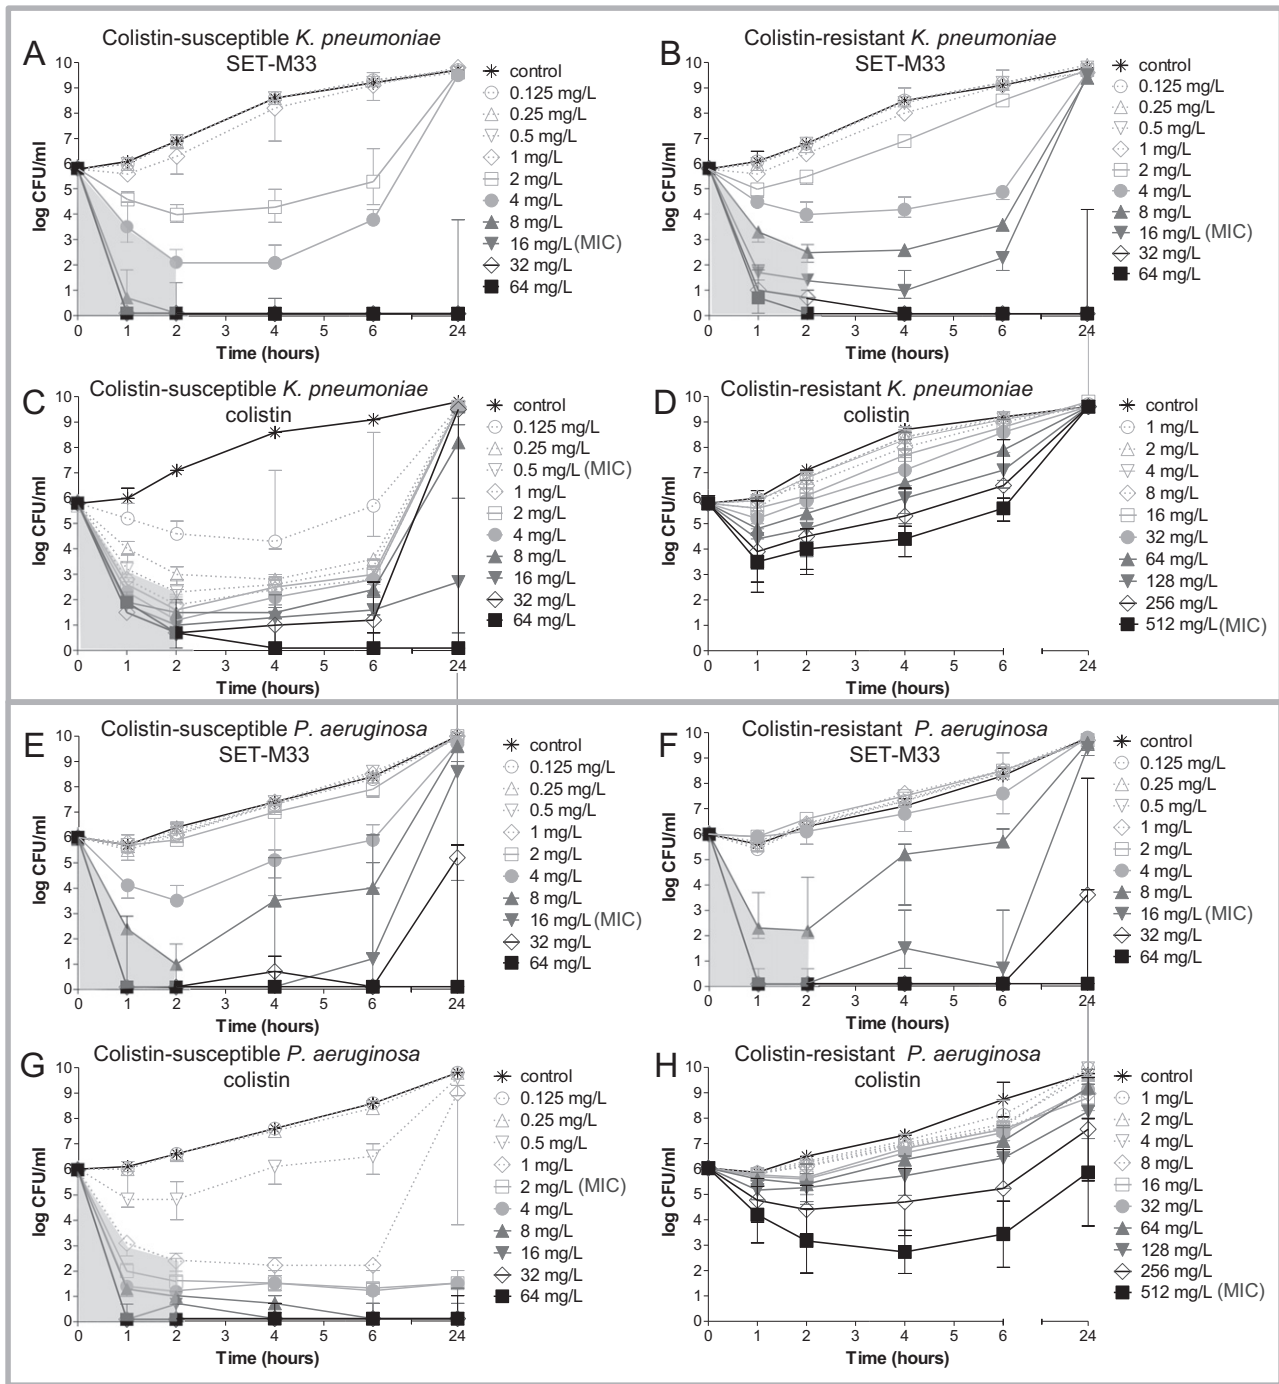 A
Colistin-susceptible K. pneumoniae
SET-M33
log CFU/ml
10
9
8
7
6
5
4
3
2
1
0
0 1 2 3 4 5 6 24
Time (hours)
control
0.125 mg/L
0.25 mg/L
0.5 mg/L
1 mg/L
2 mg/L
4 mg/L
8 mg/L
16 mg/L (MIC)
32 mg/L
64 mg/L
B
Colistin-resistant K. pneumoniae
SET-M33
log CFU/ml
10
9
8
7
6
5
4
3
2
1
0
0 1 2 3 4 5 6 24
Time (hours)
control
0.125 mg/L
0.25 mg/L
0.5 mg/L
1 mg/L
2 mg/L
4 mg/L
8 mg/L
16 mg/L (MIC)
32 mg/L
64 mg/L
C
Colistin-susceptible K. pneumoniae
colistin
log CFU/ml
10
9
8
7
6
5
4
3
2
1
0
0 1 2 3 4 5 6 24
Time (hours)
control
0.125 mg/L
0.25 mg/L
0.5 mg/L (MIC)
1 mg/L
2 mg/L
4 mg/L
8 mg/L
16 mg/L
32 mg/L
64 mg/L
D
Colistin-resistant K. pneumoniae
colistin
log CFU/ml
10
9
8
7
6
5
4
3
2
1
0
0 1 2 3 4 5 6 24
Time (hours)
control
1 mg/L
2 mg/L
4 mg/L
8 mg/L
16 mg/L
32 mg/L
64 mg/L
128 mg/L
256 mg/L
512 mg/L (MIC)
E
Colistin-susceptible P. aeruginosa
SET-M33
log CFU/ml
10
9
8
7
6
5
4
3
2
1
0
0 1 2 3 4 5 6 24
Time (hours)
control
0.125 mg/L
0.25 mg/L
0.5 mg/L
1 mg/L
2 mg/L
4 mg/L
8 mg/L
16 mg/L (MIC)
32 mg/L
64 mg/L
F
Colistin-resistant P. aeruginosa
SET-M33
log CFU/ml
10
9
8
7
6
5
4
3
2
1
0
0 1 2 3 4 5 6 24
Time (hours)
control
0.125 mg/L
0.25 mg/L
0.5 mg/L
1 mg/L
2 mg/L
4 mg/L
8 mg/L
16 mg/L (MIC)
32 mg/L
64 mg/L
G
Colistin-susceptible P. aeruginosa
colistin
log CFU/ml
10
9
8
7
6
5
4
3
2
1
0
0 1 2 3 4 5 6 24
Time (hours)
control
0.125 mg/L
0.25 mg/L
0.5 mg/L
1 mg/L
2 mg/L (MIC)
4 mg/L
8 mg/L
16 mg/L
32 mg/L
64 mg/L
H
Colistin-resistant P. aeruginosa
colistin
log CFU/ml
10
9
8
7
6
5
4
3
2
1
0
0 1 2 3 4 5 6 24
Time (hours)
control
1 mg/L
2 mg/L
4 mg/L
8 mg/L
16 mg/L
32 mg/L
64 mg/L
128 mg/L
256 mg/L
512 mg/L (MIC)